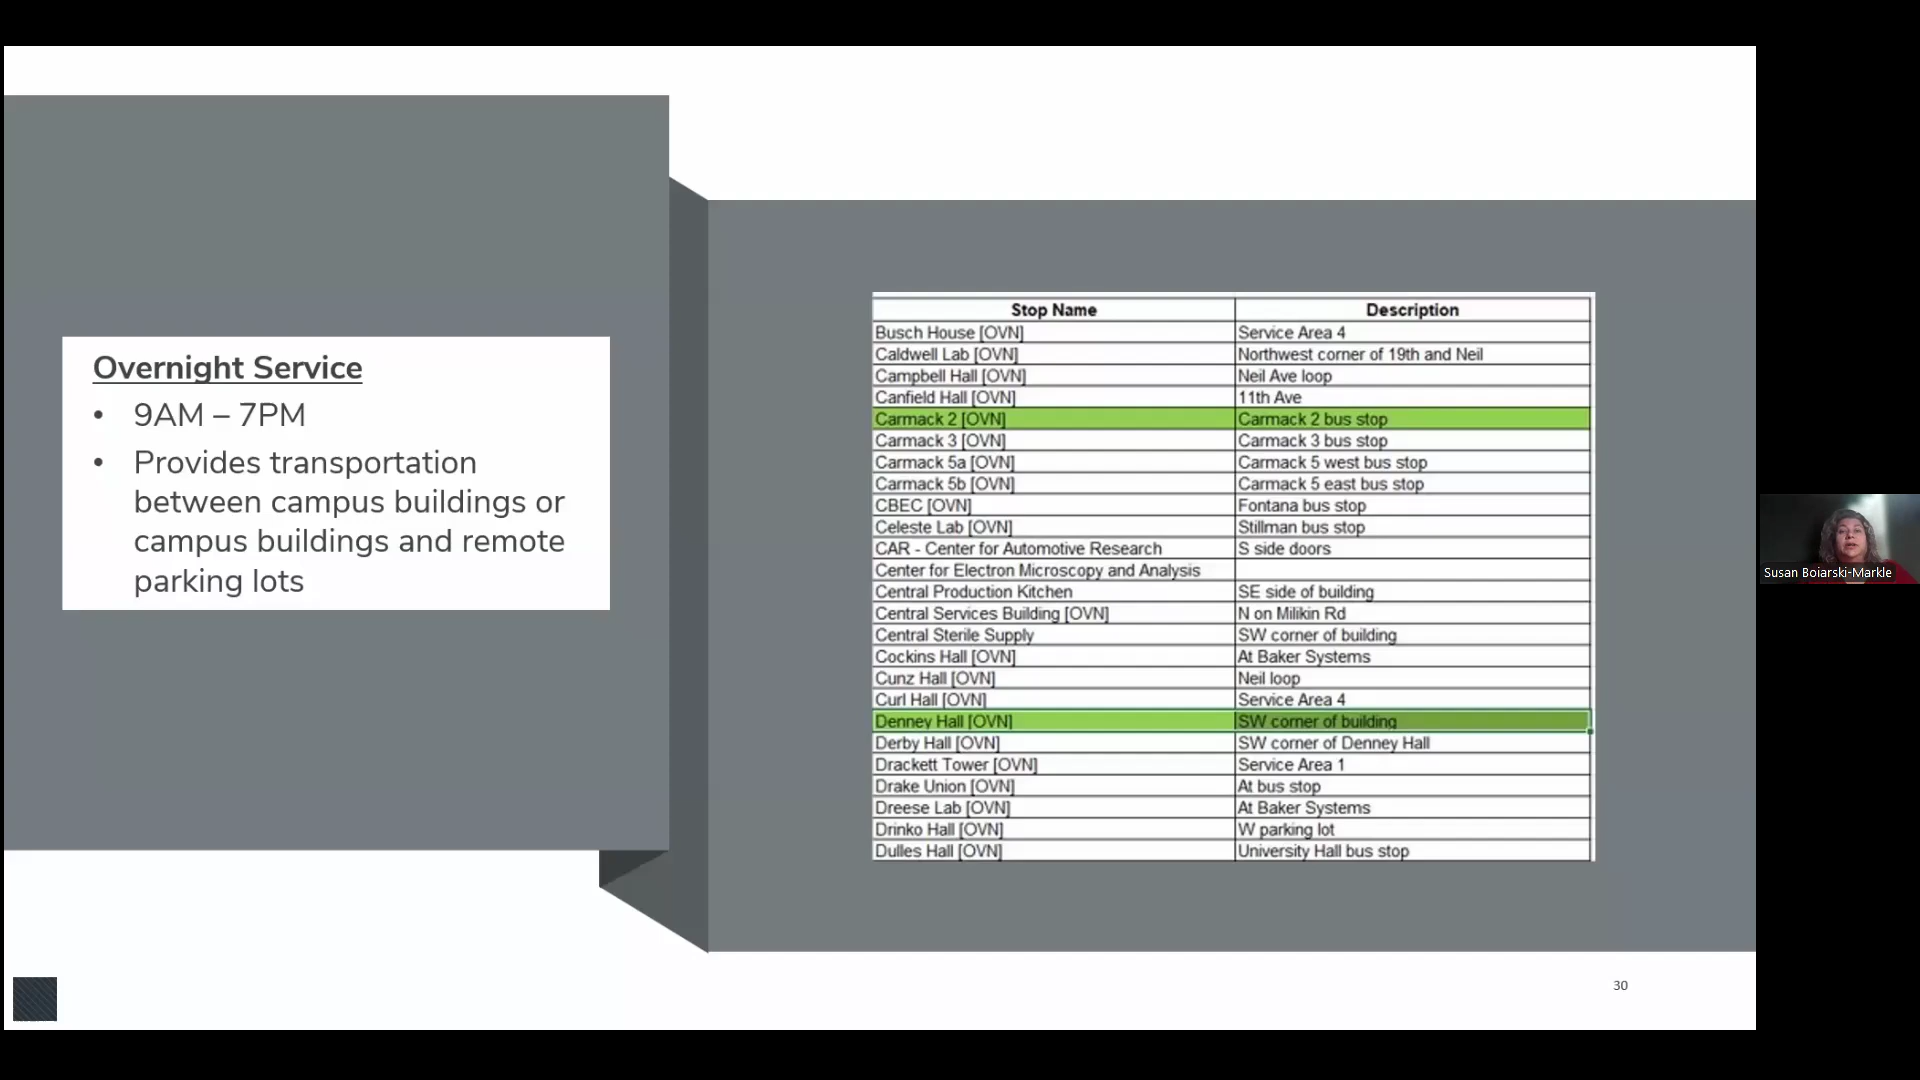 Overnight Service
• 9AM – 7PM
• Provides transportation
between campus buildings or
campus buildings and remote
parking lots
Stop Name Description
Busch House [OVN] Service Area 4
Caldwell Lab [OVN] Northwest corner of 19th and Neil
Campbell Hall [OVN] Neil Ave loop
Canfield Hall [OVN] 11th Ave
Carmack 2 [OVN] Carmack 2 bus stop
Carmack 3 [OVN] Carmack 3 bus stop
Carmack 5a [OVN] Carmack 5 west bus stop
Carmack 5b [OVN] Carmack 5 east bus stop
CBEC [OVN] Fontana bus stop
Celeste Lab [OVN] Stillman bus stop
CAR - Center for Automotive Research S side doors
Center for Electron Microscopy and Analysis
Central Production Kitchen SE side of building
Central Services Building [OVN] N on Milikin Rd
Central Sterile Supply SW corner of building
Cockins Hall [OVN] At Baker Systems
Cunz Hall [OVN] Neil loop
Curl Hall [OVN] Service Area 4
Denney Hall [OVN] SW corner of building
Derby Hall [OVN] SW corner of Denney Hall
Drackett Tower [OVN] Service Area 1
Drake Union [OVN] At bus stop
Dreese Lab [OVN] At Baker Systems
Drinko Hall [OVN] W parking lot
Dulles Hall [OVN] University Hall bus stop
30
Susan Boiarski-Markle